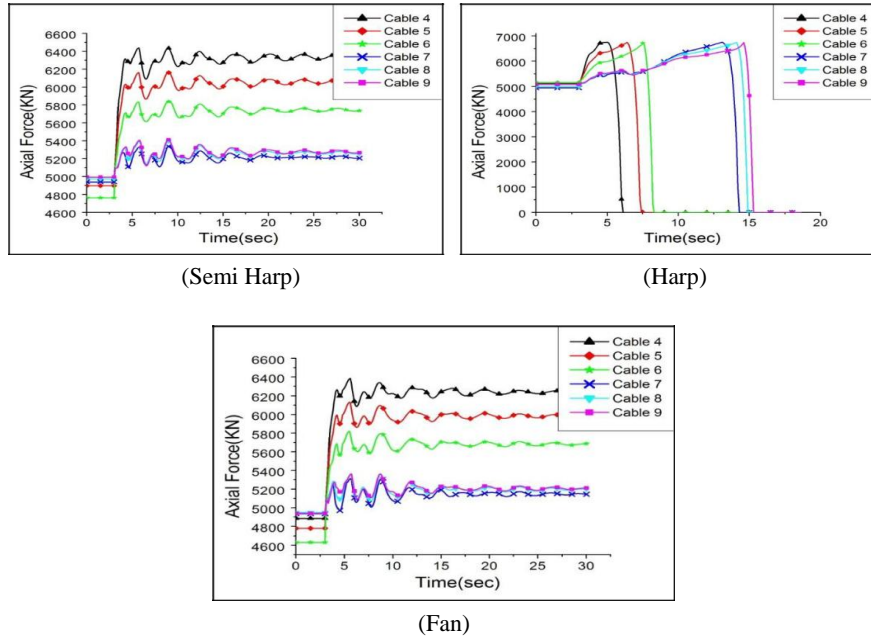 Axial Force(KN)
6600
6400
6200
6000
5800
5600
5400
5200
5000
4800
4600
0 5 10 15 20 25 30
Time(sec)
Cable 4
Cable 5
Cable 6
Cable 7
Cable 8
Cable 9
(Semi Harp)
Axial Force(KN)
7000
6000
5000
4000
3000
2000
1000
0
0 5 10 15 20
Time(sec)
Cable 4
Cable 5
Cable 6
Cable 7
Cable 8
Cable 9
(Harp)
Axial Force(KN)
6600
6400
6200
6000
5800
5600
5400
5200
5000
4800
4600
0 5 10 15 20 25 30
Time(sec)
Cable 4
Cable 5
Cable 6
Cable 7
Cable 8
Cable 9
(Fan)